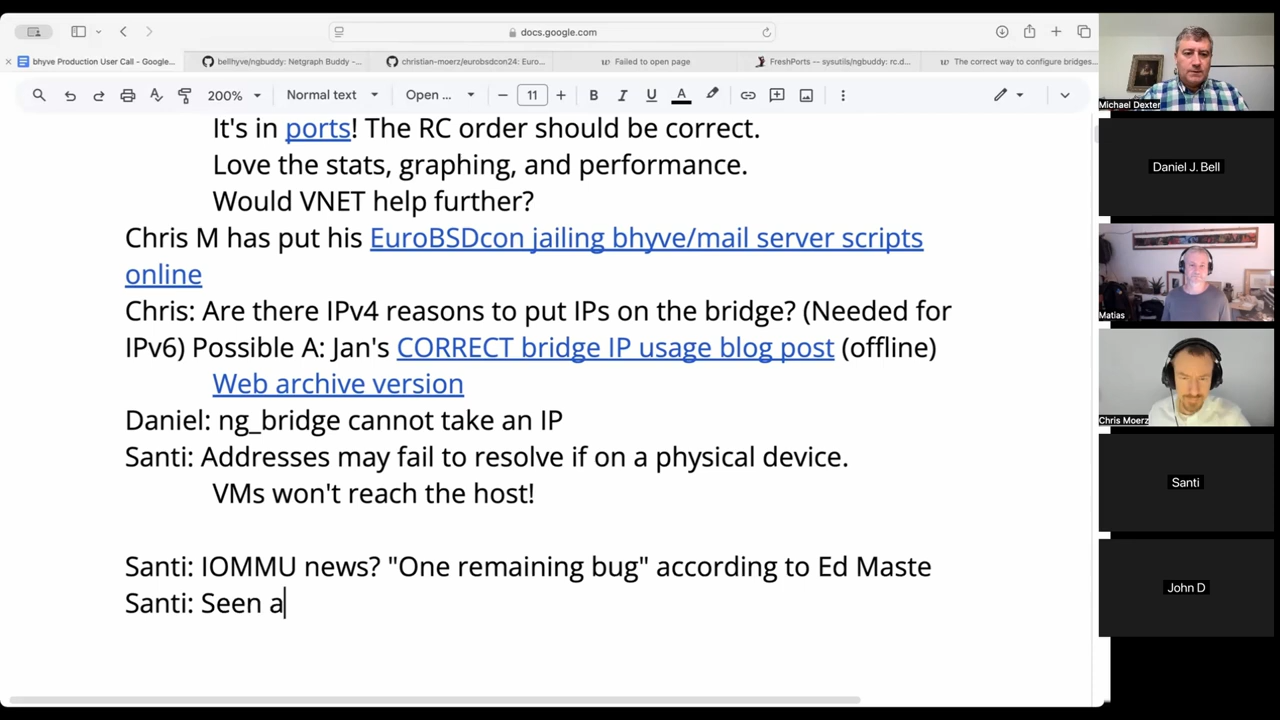 docs.google.com
bhyve Production User Call - Google...
bellhyve/ngbuddy: Netgraph Buddy -...
christian-moerz/eurobsdcon24: Euro...
Failed to open page
FreshPorts -- sysutils/ngbuddy: rc.d...
The correct way to configure bridges...
200%
Normal text
Open ...
11
B
I
U
A
It's in ports! The RC order should be correct.
Love the stats, graphing, and performance.
Would VNET help further?
Chris M has put his EuroBSDcon jailing bhyve/mail server scripts
online
Chris: Are there IPv4 reasons to put IPs on the bridge? (Needed for
IPv6) Possible A: Jan's CORRECT bridge IP usage blog post (offline)
Web archive version
Daniel: ng_bridge cannot take an IP
Santi: Addresses may fail to resolve if on a physical device.
VMs won't reach the host!
Santi: IOMMU news? "One remaining bug" according to Ed Maste
Santi: Seen a
Michael Dexter
Daniel J. Bell
Matias
Chris Moerz
Santi
John D